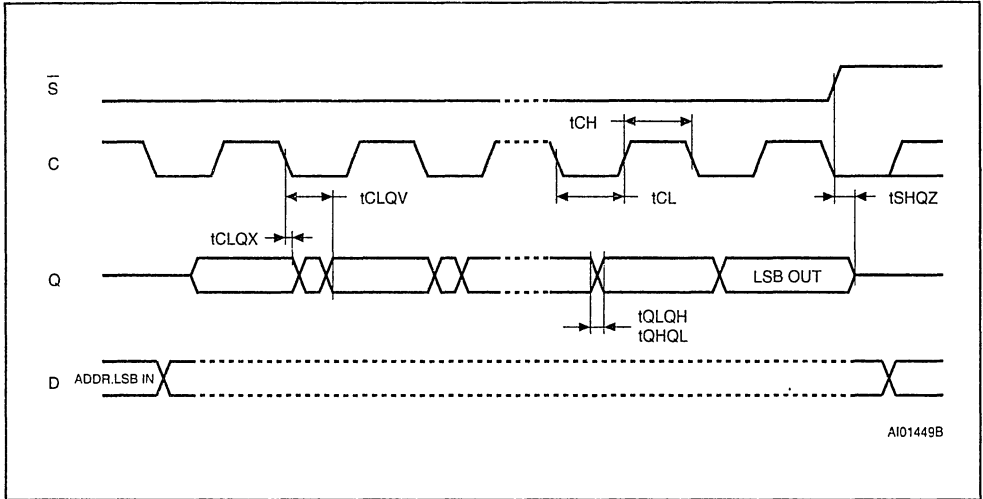 S̅
tCH
C
tCLQV
tCL
tSHQZ
tCLQX
Q
LSB OUT
tQLQH
tQHQL
D
ADDR.LSB IN
AI01449B